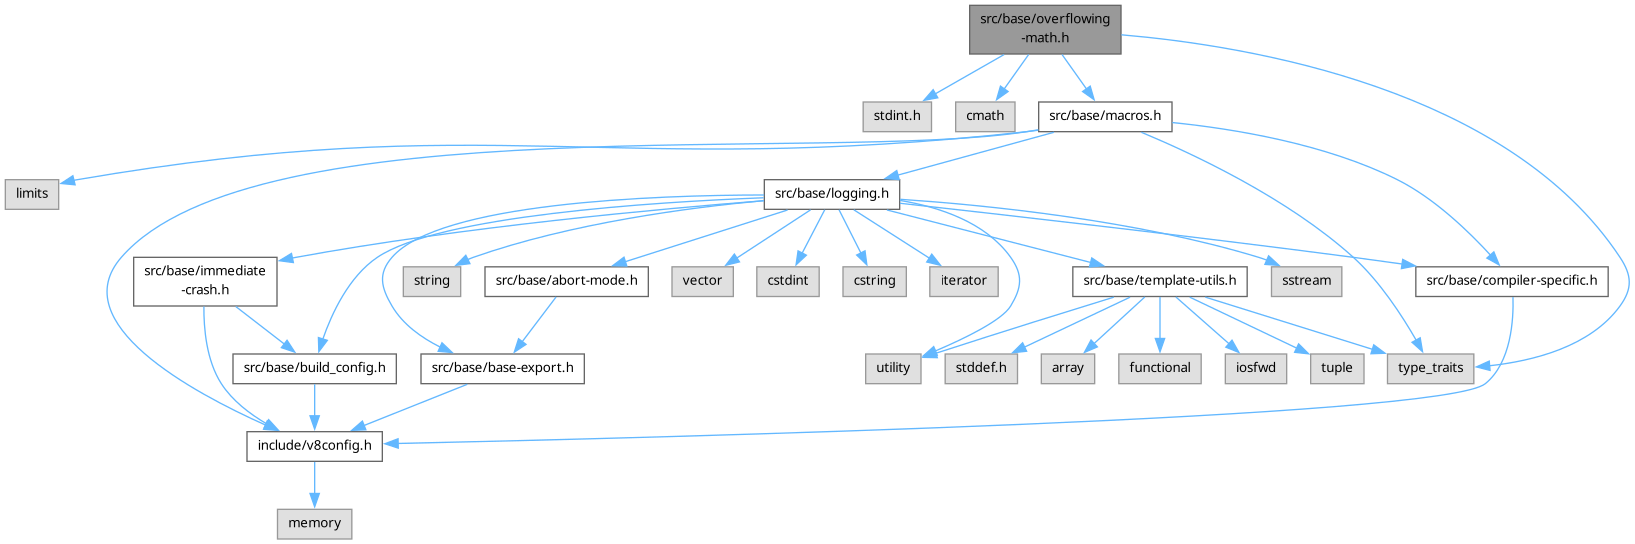 src/base/overflowing
-math.h
stdint.h
cmath
src/base/macros.h
limits
src/base/logging.h
src/base/immediate
-crash.h
string
src/base/abort-mode.h
vector
cstdint
cstring
iterator
src/base/template-utils.h
sstream
src/base/compiler-specific.h
src/base/build_config.h
src/base/base-export.h
utility
stddef.h
array
functional
iosfwd
tuple
type_traits
include/v8config.h
memory